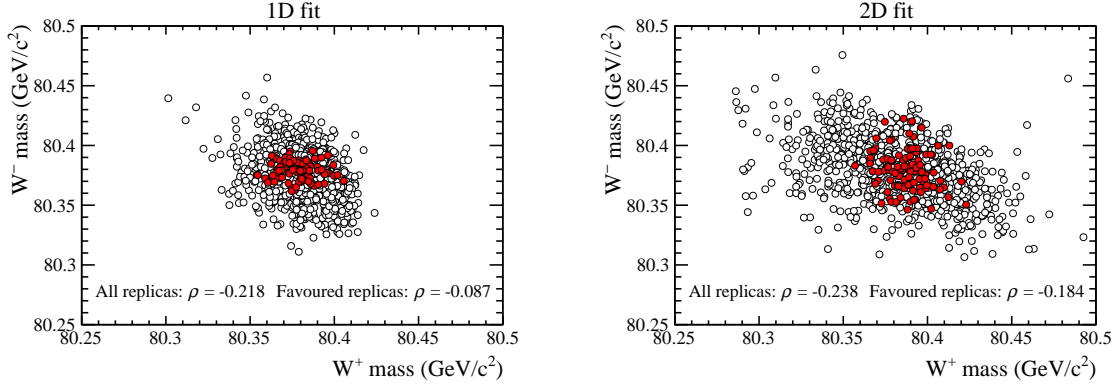 1D fit
W⁻ mass (GeV/c²)
80.5
80.45
80.4
80.35
80.3
80.25
All replicas: ρ = -0.218 Favoured replicas: ρ = -0.087
80.25 80.3 80.35 80.4 80.45 80.5
W⁺ mass (GeV/c²)
2D fit
W⁻ mass (GeV/c²)
80.5
80.45
80.4
80.35
80.3
80.25
All replicas: ρ = -0.238 Favoured replicas: ρ = -0.184
80.25 80.3 80.35 80.4 80.45 80.5
W⁺ mass (GeV/c²)